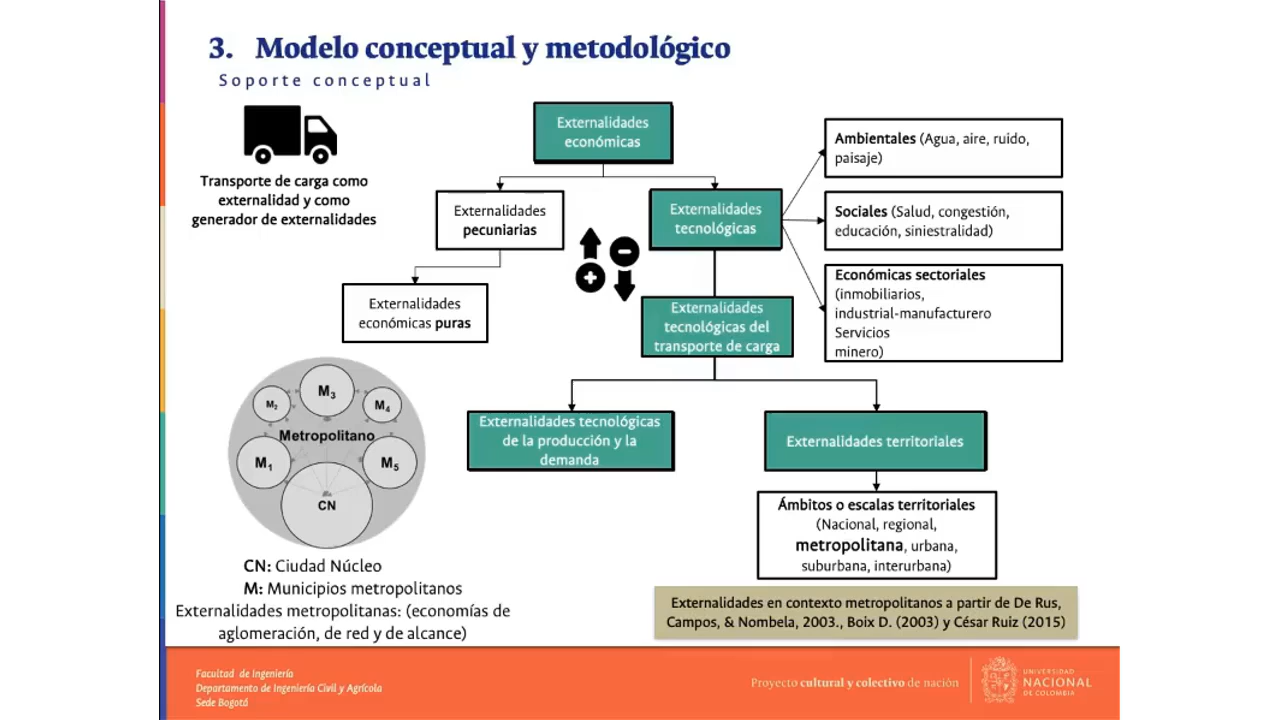 3. Modelo conceptual y metodológico
Soporte conceptual
Transporte de carga como
externalidad y como
generador de externalidades
Externalidades
económicas
Externalidades
pecuniarias
Externalidades
económicas puras
Externalidades
tecnológicas
Ambientales (Agua, aire, ruido,
paisaje)
Sociales (Salud, congestión,
educación, siniestralidad)
Económicas sectoriales
(inmobiliarios,
industrial-manufacturero
Servicios
minero)
Externalidades
tecnológicas del
transporte de carga
Externalidades tecnológicas
de la producción y la
demanda
Externalidades territoriales
Ámbitos o escalas territoriales
(Nacional, regional,
metropolitana, urbana,
suburbana, interurbana)
M3
M2
M4
Metropolitano
M1
M5
CN
CN: Ciudad Núcleo
M: Municipios metropolitanos
Externalidades metropolitanas: (economías de
aglomeración, de red y de alcance)
Externalidades en contexto metropolitanos a partir de De Rus,
Campos, & Nombela, 2003., Boix D. (2003) y César Ruiz (2015)
Facultad de Ingeniería
Departamento de Ingeniería Civil y Agrícola
Sede Bogotá
Proyecto cultural y colectivo de nación
UNIVERSIDAD
NACIONAL
DE COLOMBIA